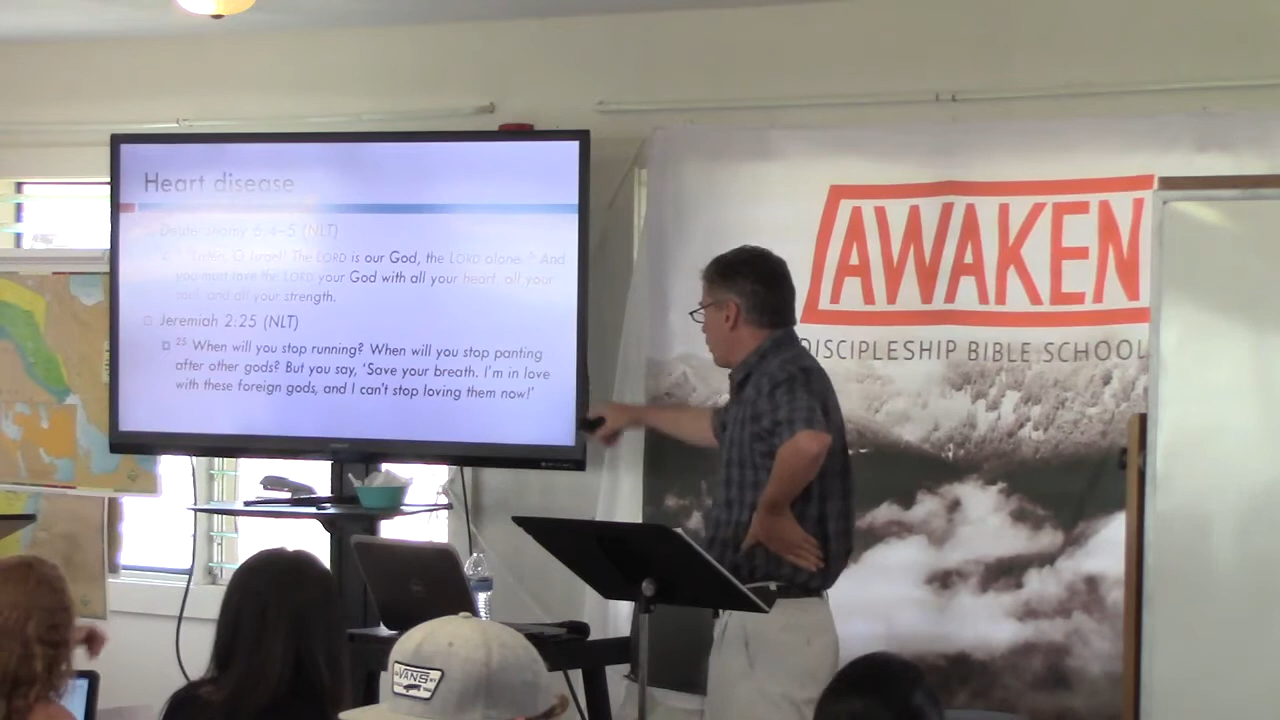 Heart disease
Deuteronomy 6:4–5 (NLT)
"Listen, O Israel! The LORD is our God, the LORD alone. 5 And
you must love the LORD your God with all your heart, all your
soul, and all your strength.
Jeremiah 2:25 (NLT)
25 When will you stop running? When will you stop panting
after other gods? But you say, 'Save your breath. I'm in love
with these foreign gods, and I can't stop loving them now!'
AWAKEN
DISCIPLESHIP BIBLE SCHOOL
VANS